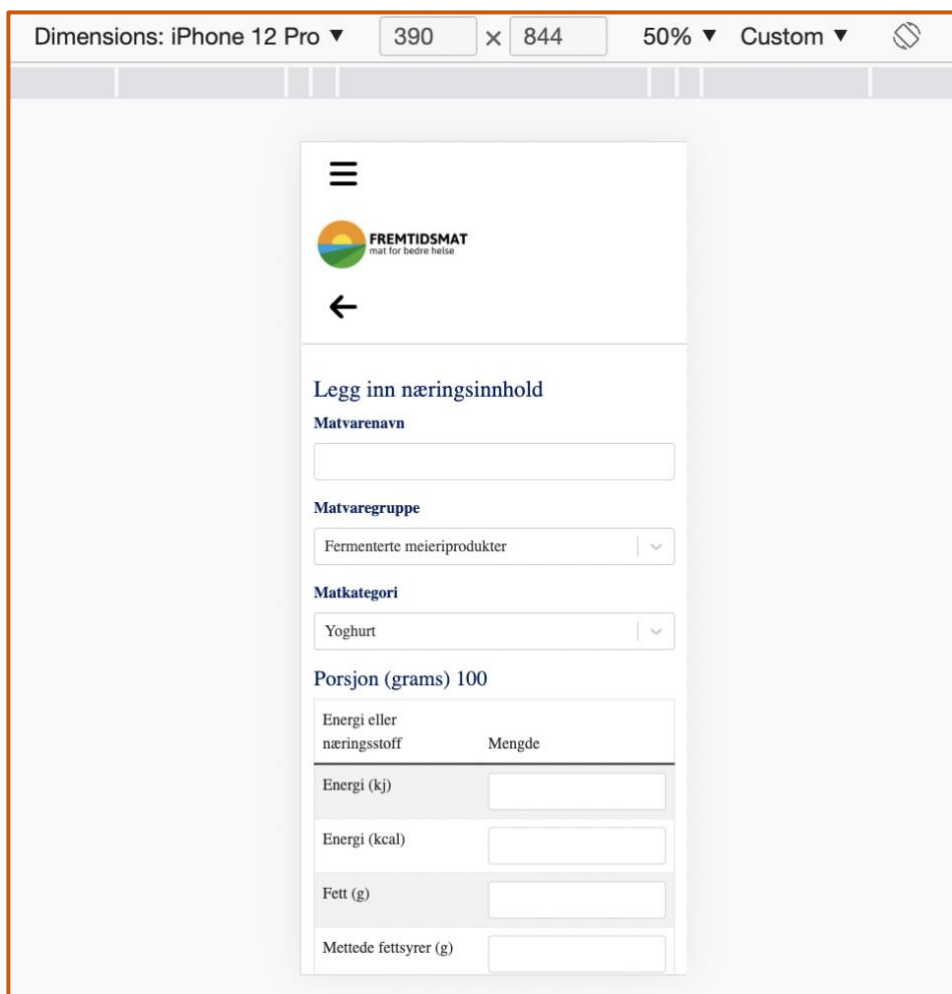 Dimensions: iPhone 12 Pro ▼ 390 × 844 50% ▼ Custom ▼
FREMTIDSMAT
mat for bedre helse
Legg inn næringsinnhold
Matvarenavn
Matvaregruppe
Fermenterte meieriprodukter
Matkategori
Yoghurt
Porsjon (grams) 100
Energi eller
næringsstoff Mengde
Energi (kj)
Energi (kcal)
Fett (g)
Mettede fettsyrer (g)